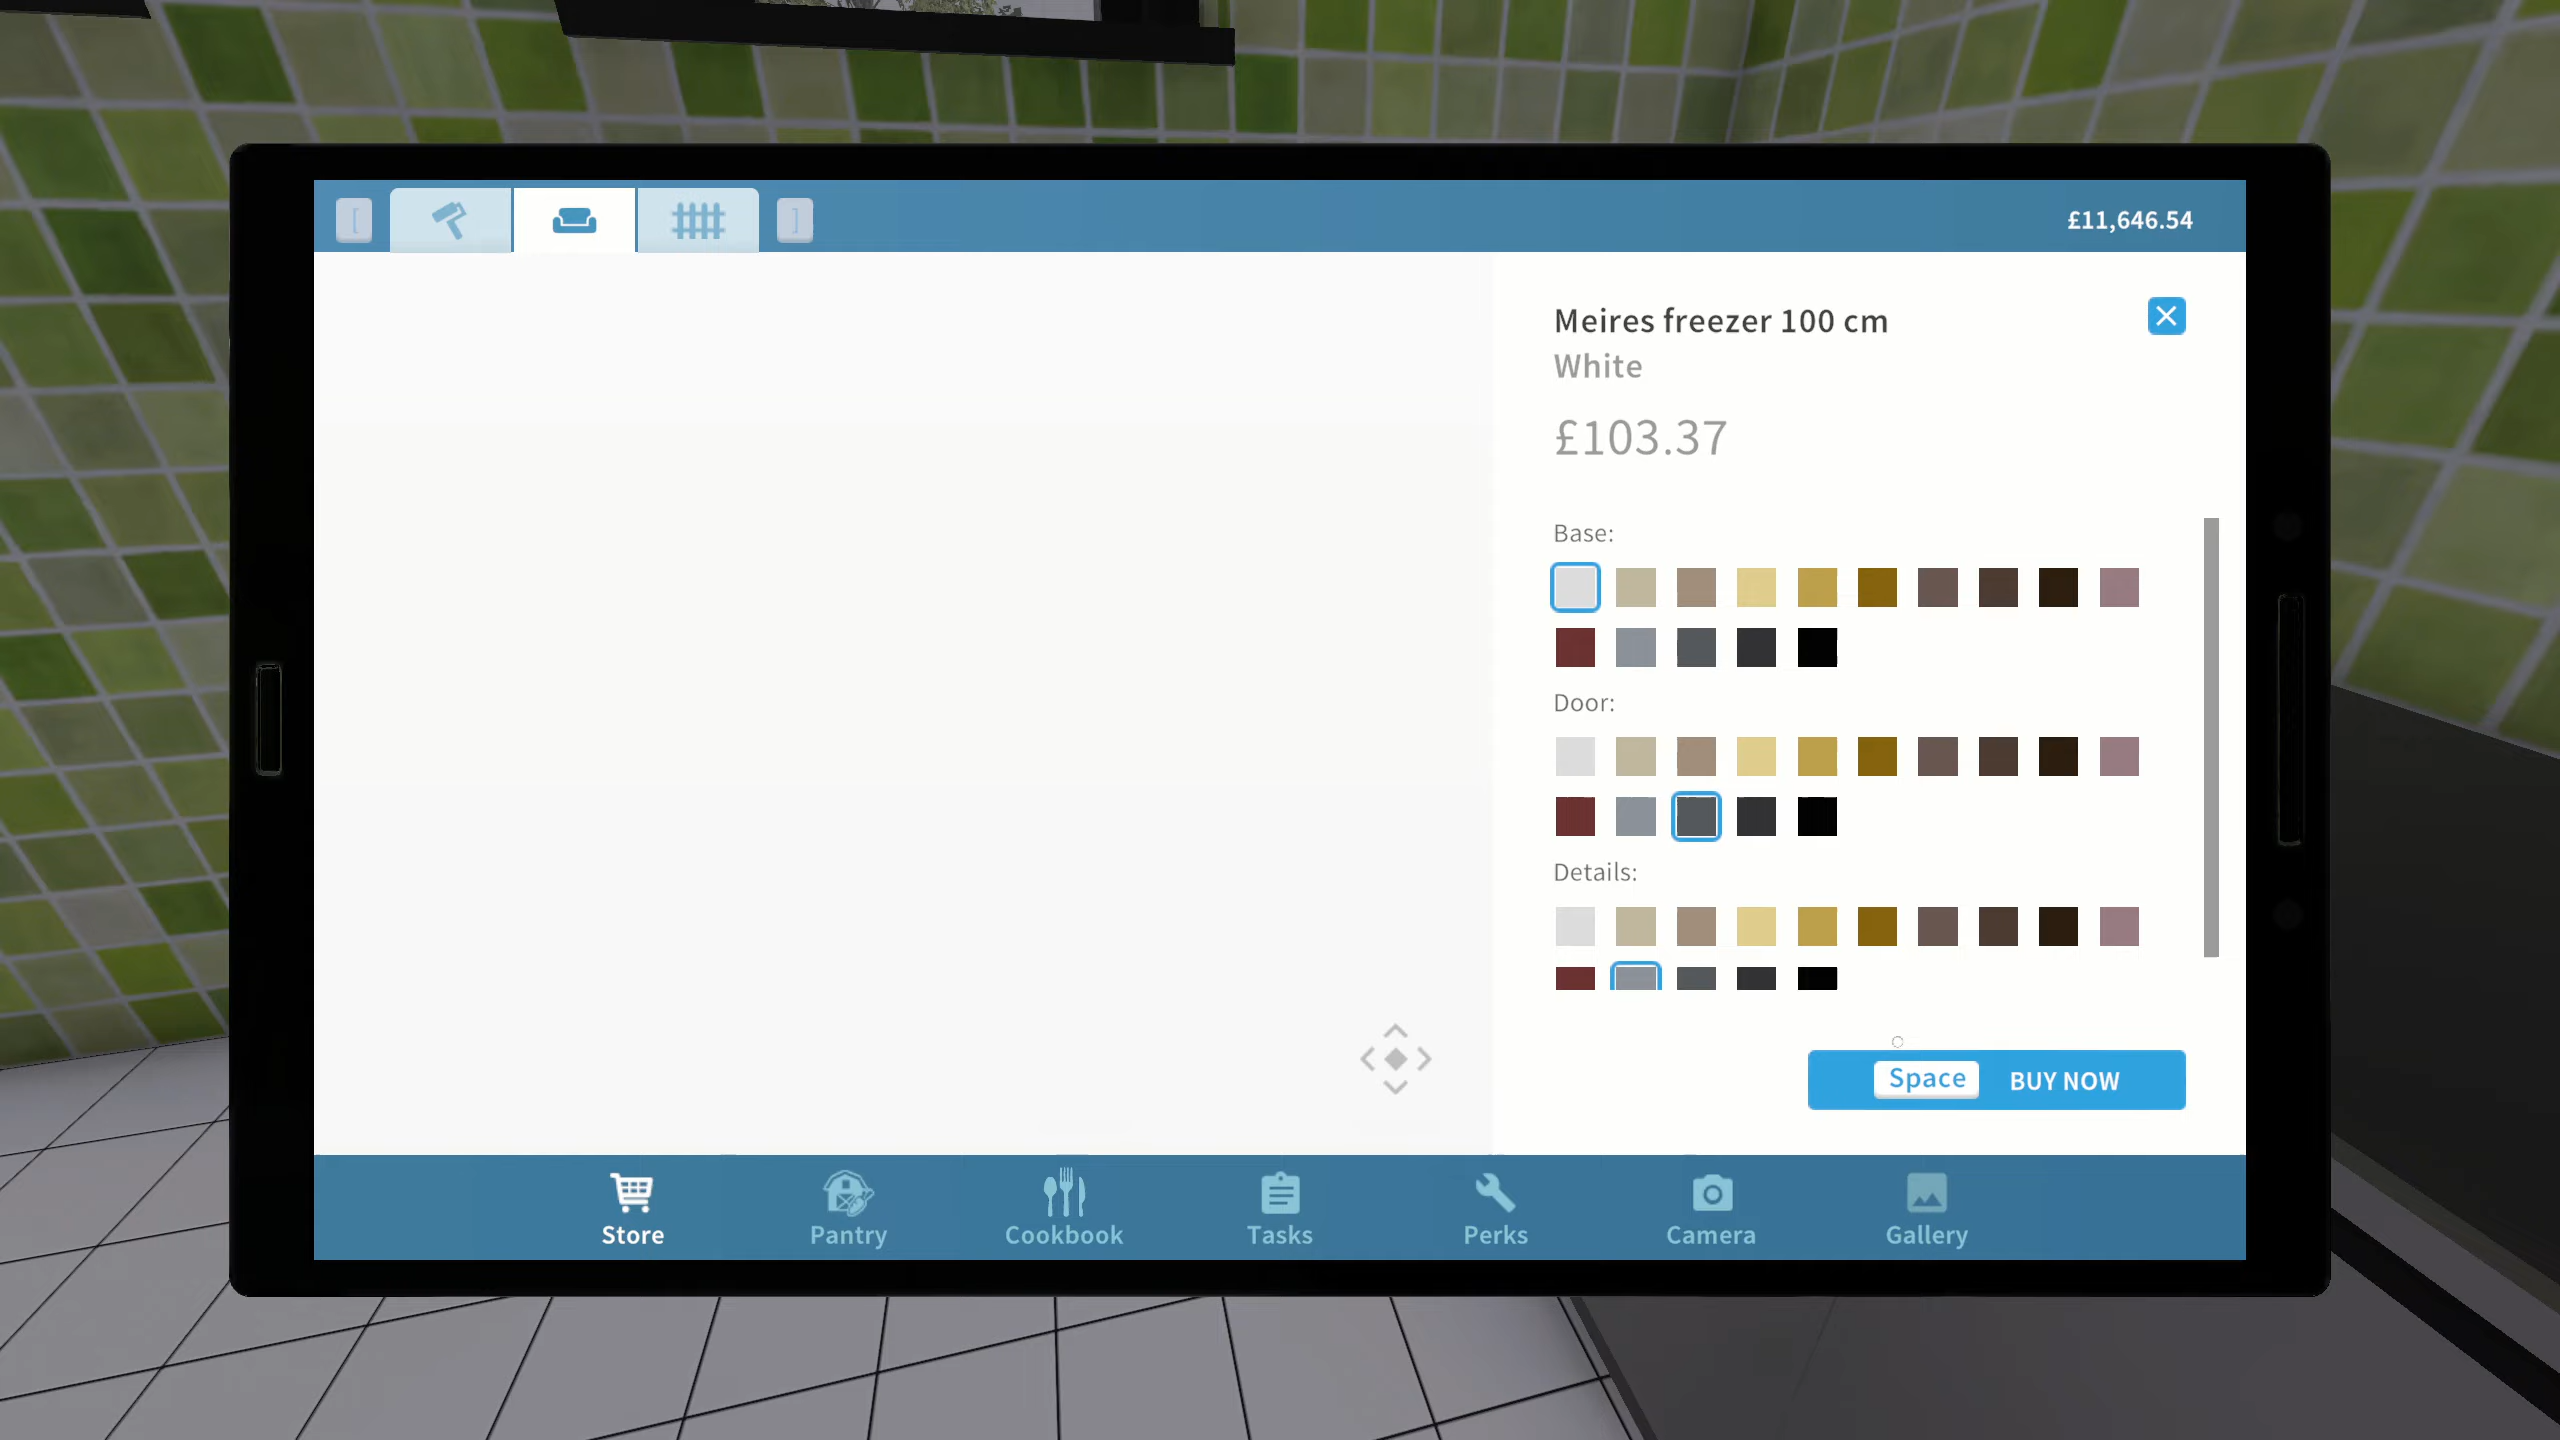 [
]
£11,646.54
Meires freezer 100 cm
White
£103.37
Base:
Door:
Details:
Space
BUY NOW
Store
Pantry
Cookbook
Tasks
Perks
Camera
Gallery